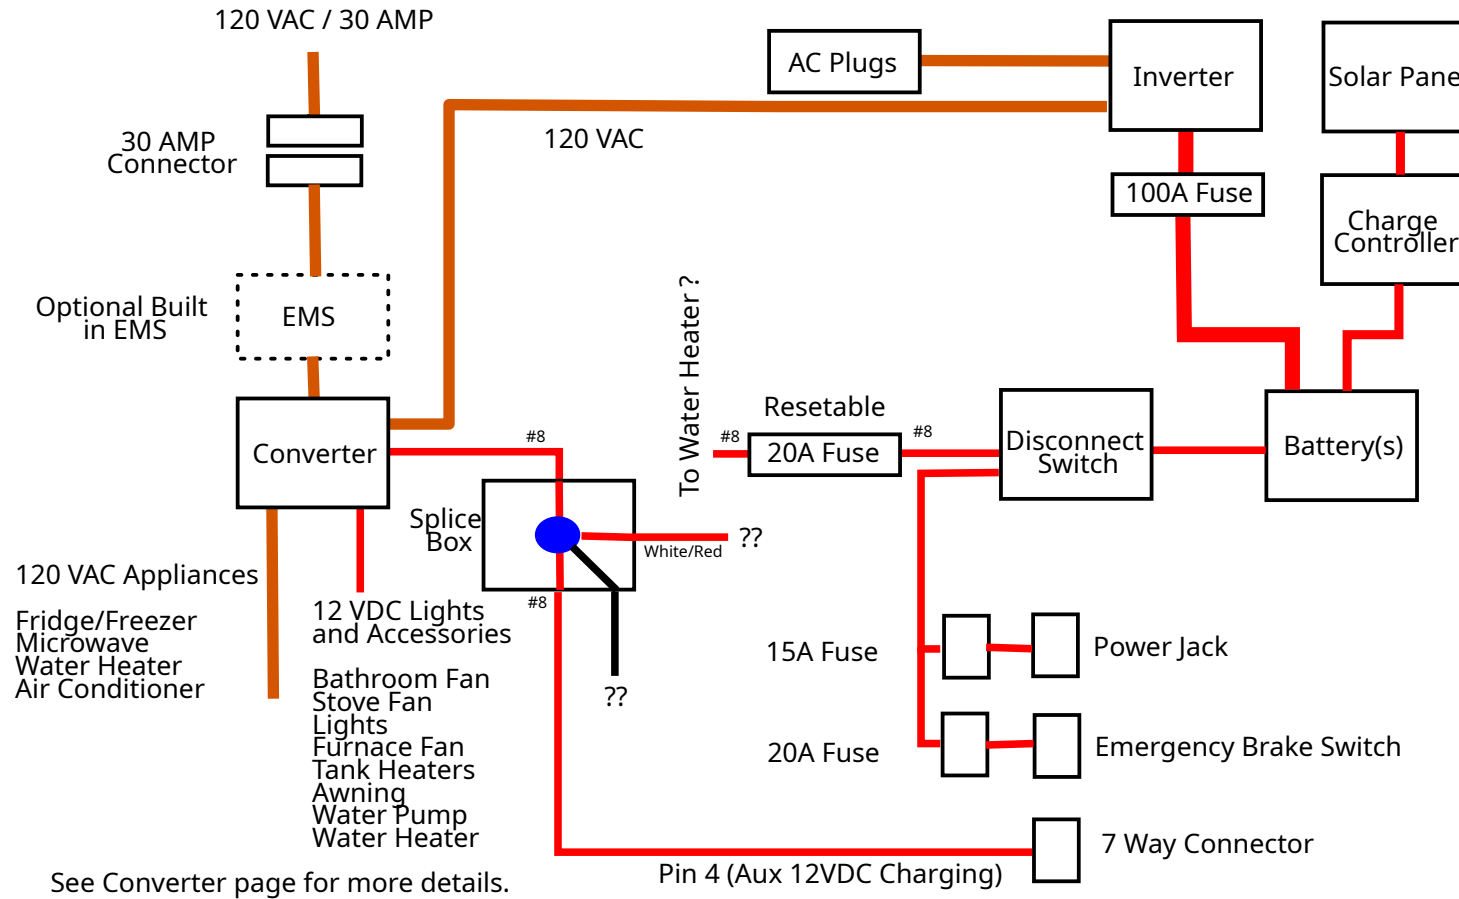 120 VAC / 30 AMP
AC Plugs
Inverter
Solar Pane
30 AMP
Connector
120 VAC
100A Fuse
Charge
Controller
Optional Built
in EMS
EMS
To Water Heater ?
Resetable
#8
20A Fuse
#8
Disconnect
Switch
Battery(s)
Converter
#8
Splice
Box
White/Red
??
#8
??
120 VAC Appliances
Fridge/Freezer
Microwave
Water Heater
Air Conditioner
12 VDC Lights
and Accessories
Bathroom Fan
Stove Fan
Lights
Furnace Fan
Tank Heaters
Awning
Water Pump
Water Heater
15A Fuse
Power Jack
20A Fuse
Emergency Brake Switch
7 Way Connector
Pin 4 (Aux 12VDC Charging)
See Converter page for more details.